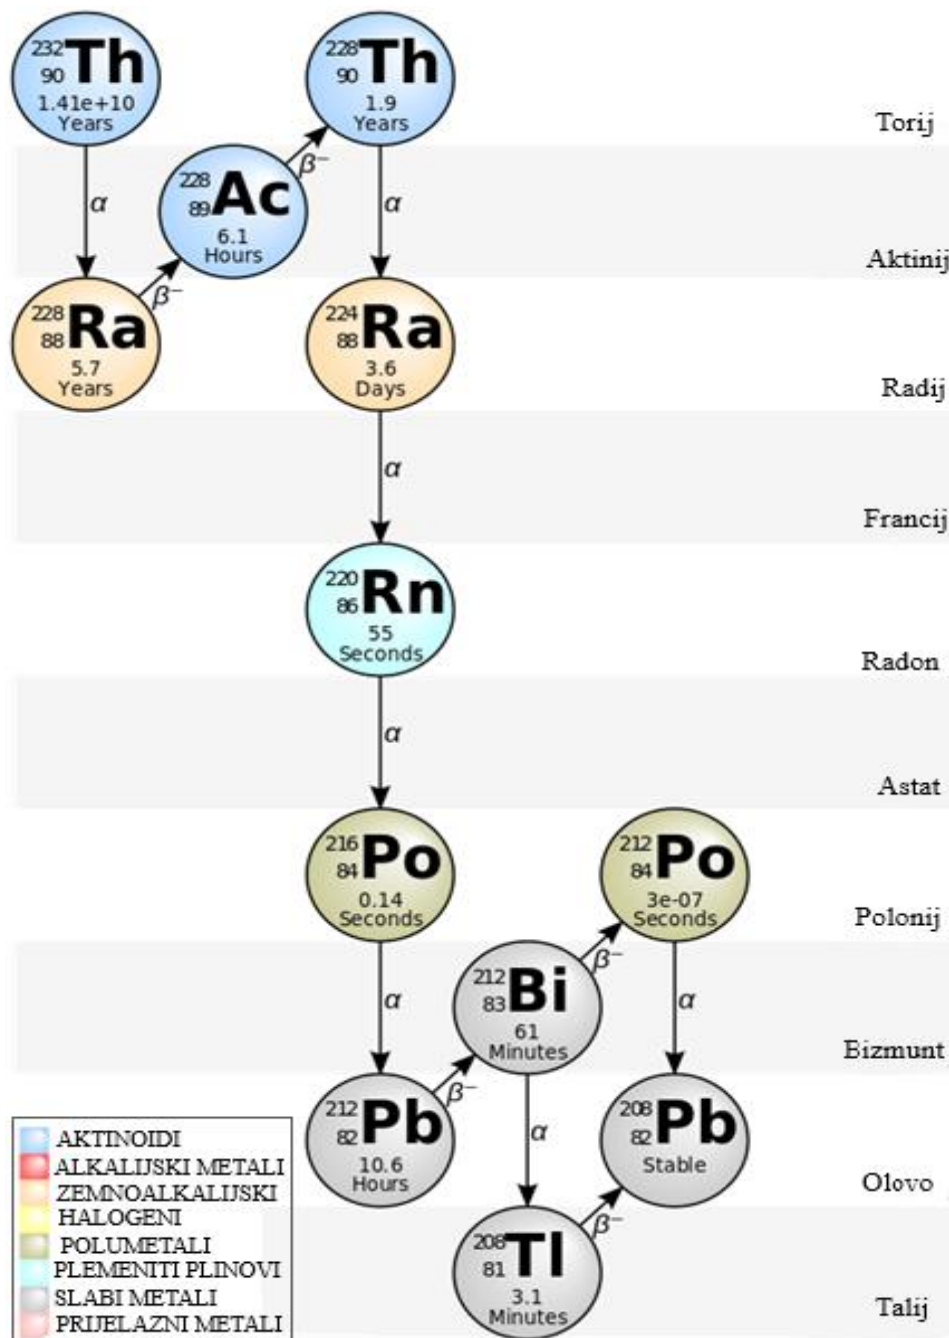 232
90
Th
1.41e+10
Years
228
90
Th
1.9
Years
Torij
α
β⁻
228
89
Ac
6.1
Hours
α
Aktinij
β⁻
228
88
Ra
5.7
Years
224
88
Ra
3.6
Days
Radij
α
Francij
220
86
Rn
55
Seconds
Radon
α
Astat
216
84
Po
0.14
Seconds
212
84
Po
3e-07
Seconds
Polonij
α
212
83
Bi
61
Minutes
β⁻
α
Bizmunt
β⁻
212
82
Pb
10.6
Hours
α
208
82
Pb
Stable
Olovo
β⁻
208
81
Tl
3.1
Minutes
Talij
AKTINOIDI
ALKALIJSKI METALI
ZEMNOALKALIJSKI
HALOGENI
POLUMETALI
PLEMENITI PLINOVI
SLABI METALI
PRIJELAZNI METALI